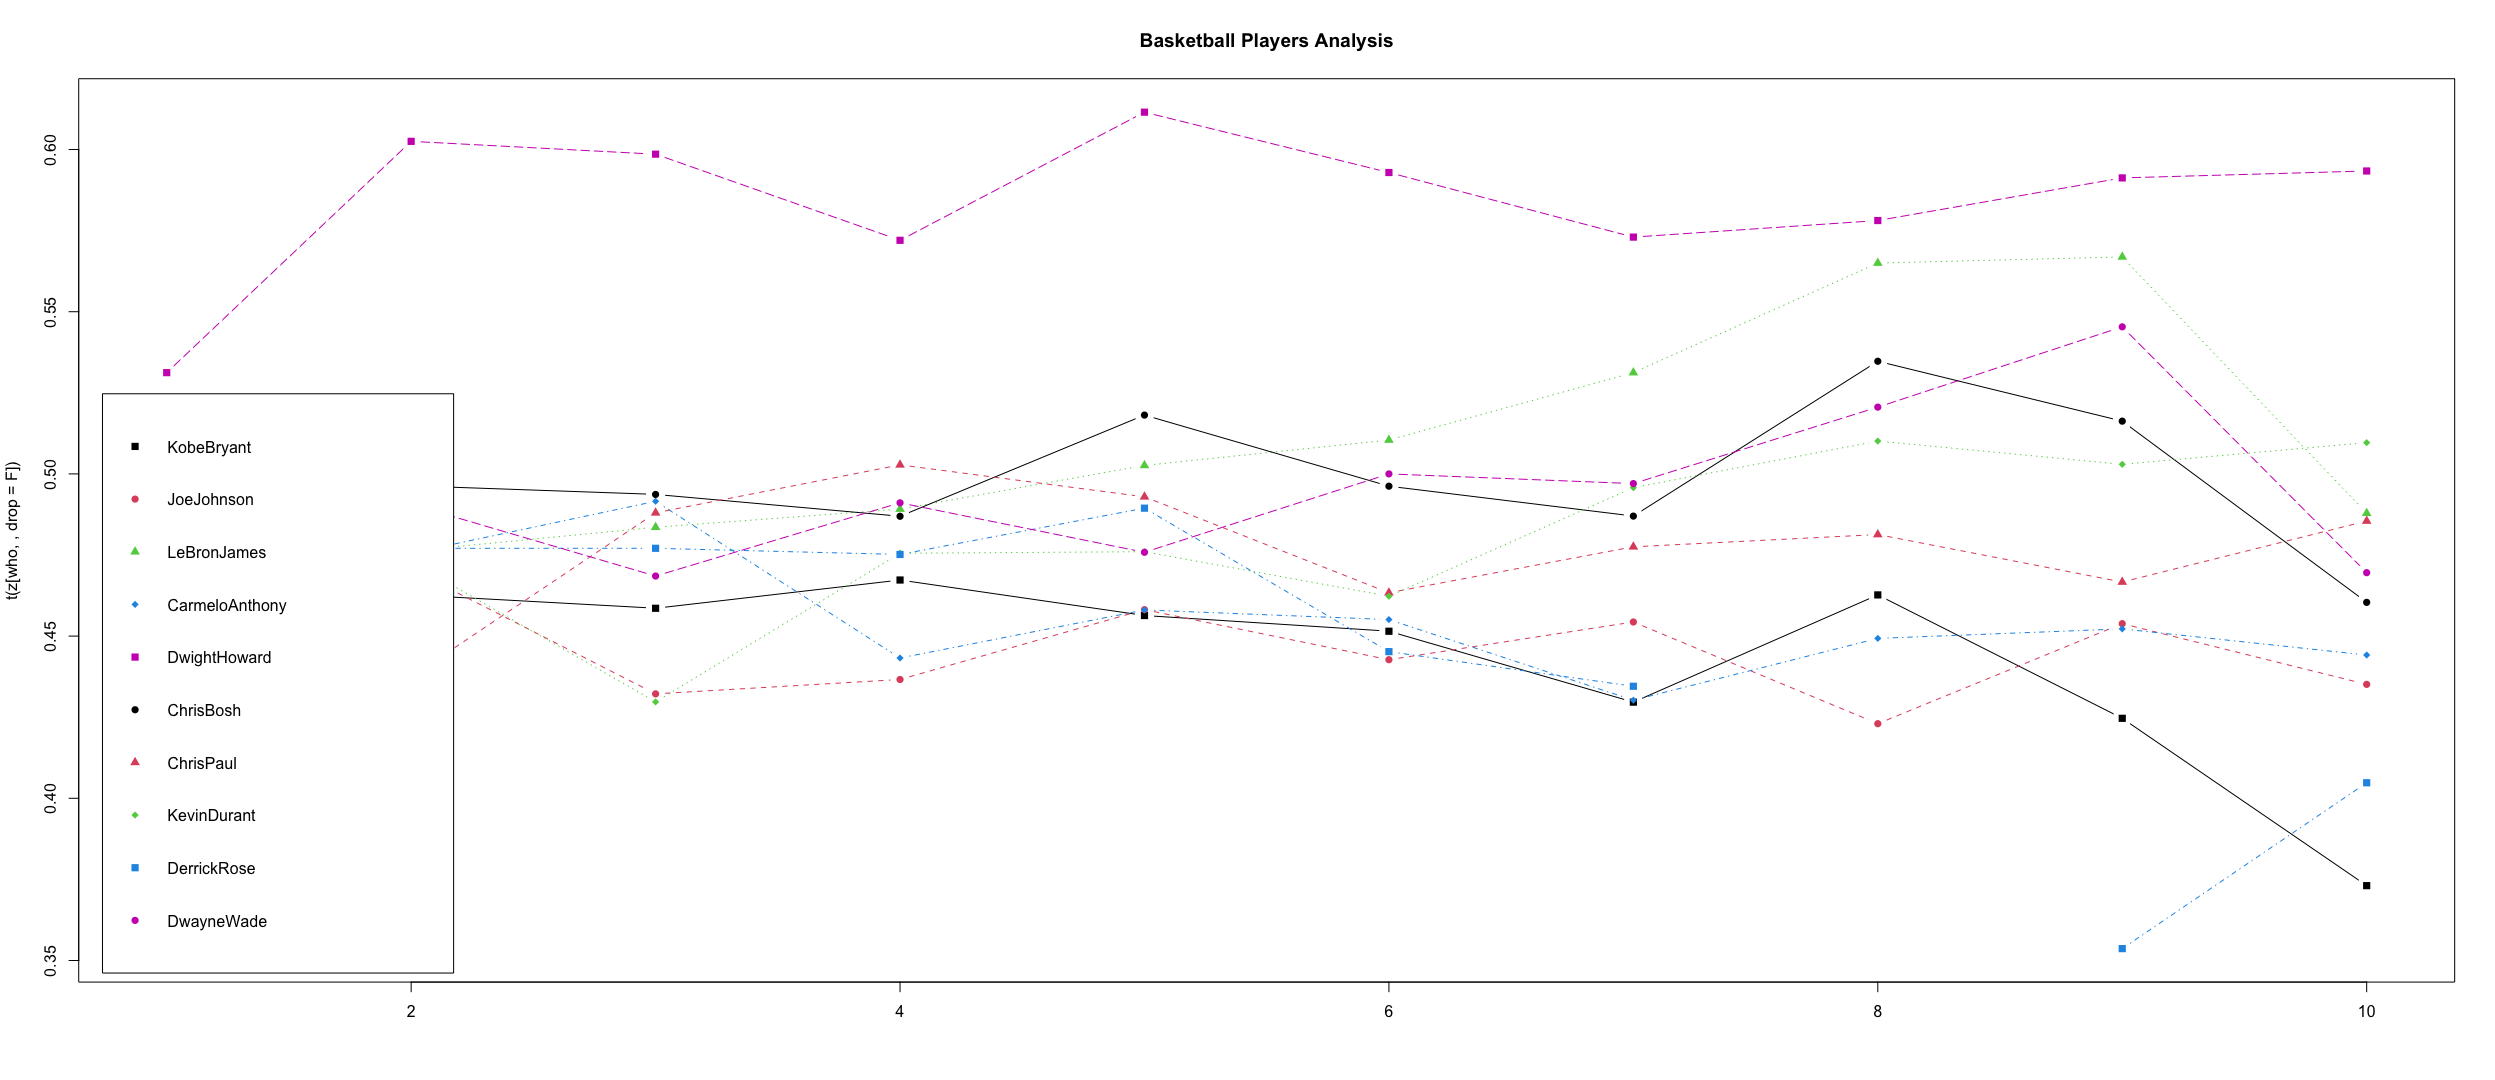 Basketball Players Analysis
t(z[who, , drop = F])
0.60
0.55
0.50
0.45
0.40
0.35
KobeBryant
JoeJohnson
LeBronJames
CarmeloAnthony
DwightHoward
ChrisBosh
ChrisPaul
KevinDurant
DerrickRose
DwayneWade
2 4 6 8 10